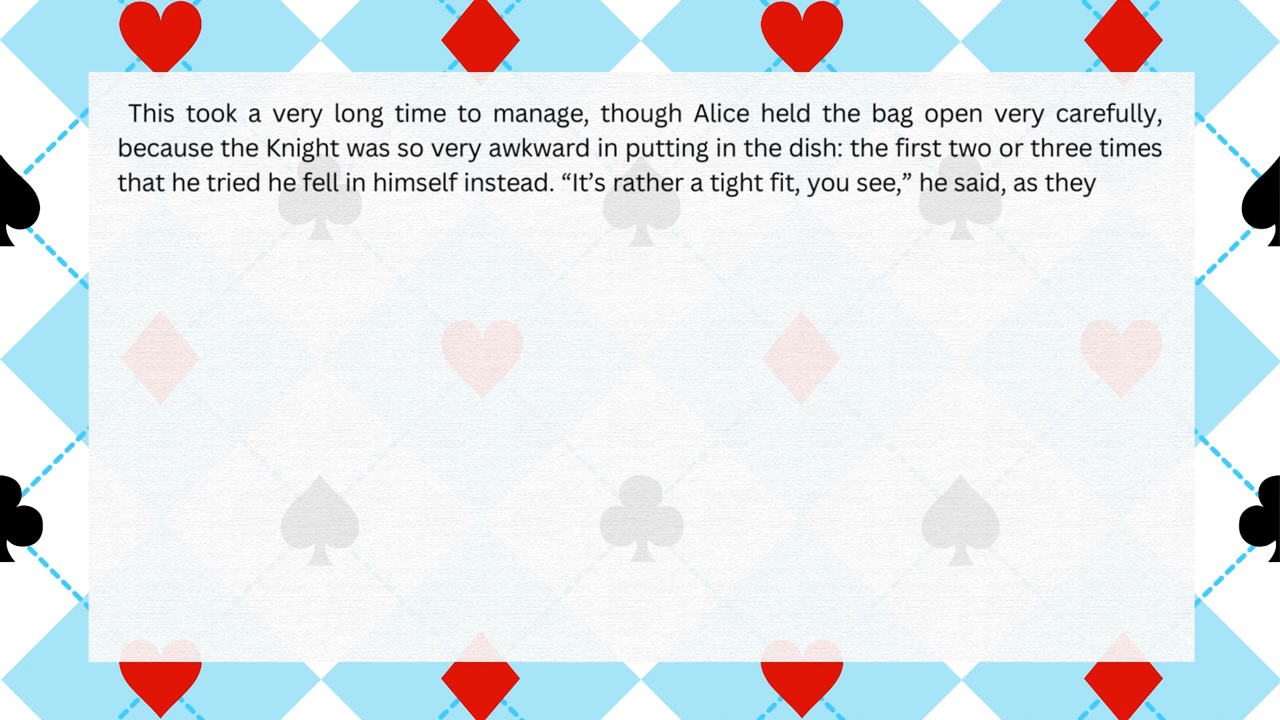 This took a very long time to manage, though Alice held the bag open very carefully,
because the Knight was so very awkward in putting in the dish: the first two or three times
that he tried he fell in himself instead. “It’s rather a tight fit, you see,” he said, as they